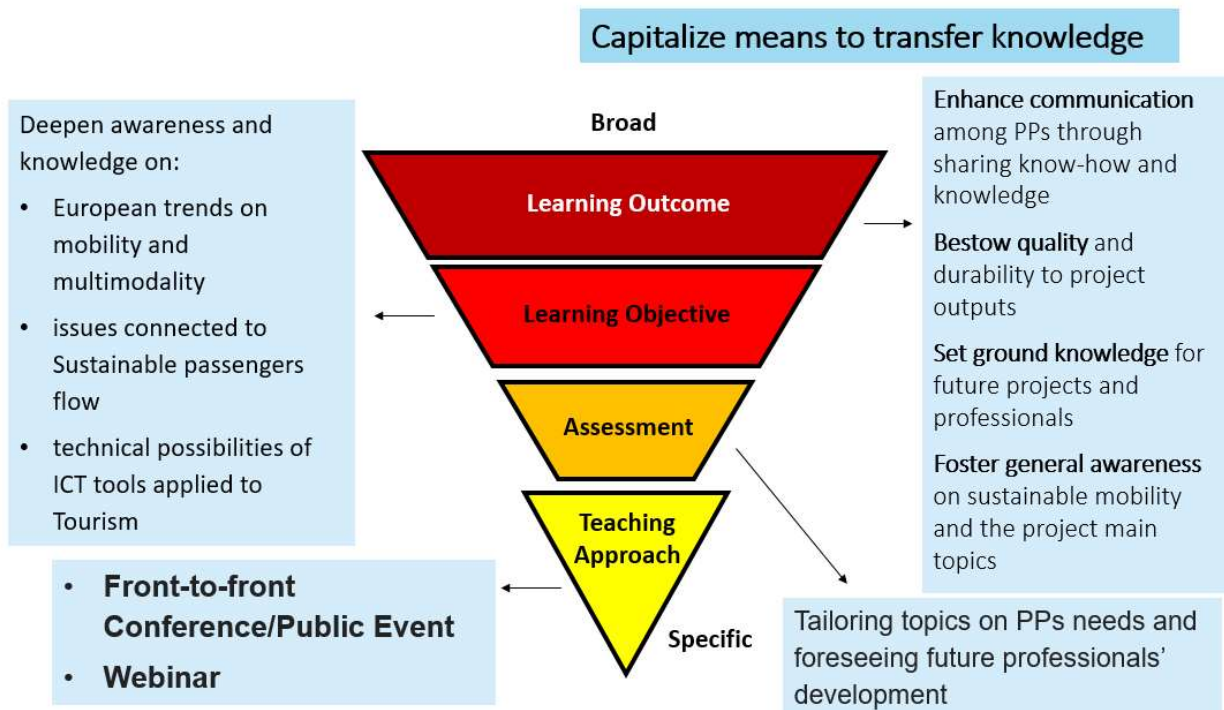 Capitalize means to transfer knowledge
Deepen awareness and
knowledge on:
• European trends on
mobility and
multimodality
• issues connected to
Sustainable passengers
flow
• technical possibilities of
ICT tools applied to
Tourism
Broad
Learning Outcome
Learning Objective
Assessment
Teaching
Approach
Specific
Enhance communication
among PPs through
sharing know-how and
knowledge
Bestow quality and
durability to project
outputs
Set ground knowledge for
future projects and
professionals
Foster general awareness
on sustainable mobility
and the project main
topics
• Front-to-front
Conference/Public Event
• Webinar
Tailoring topics on PPs needs and
foreseeing future professionals’
development